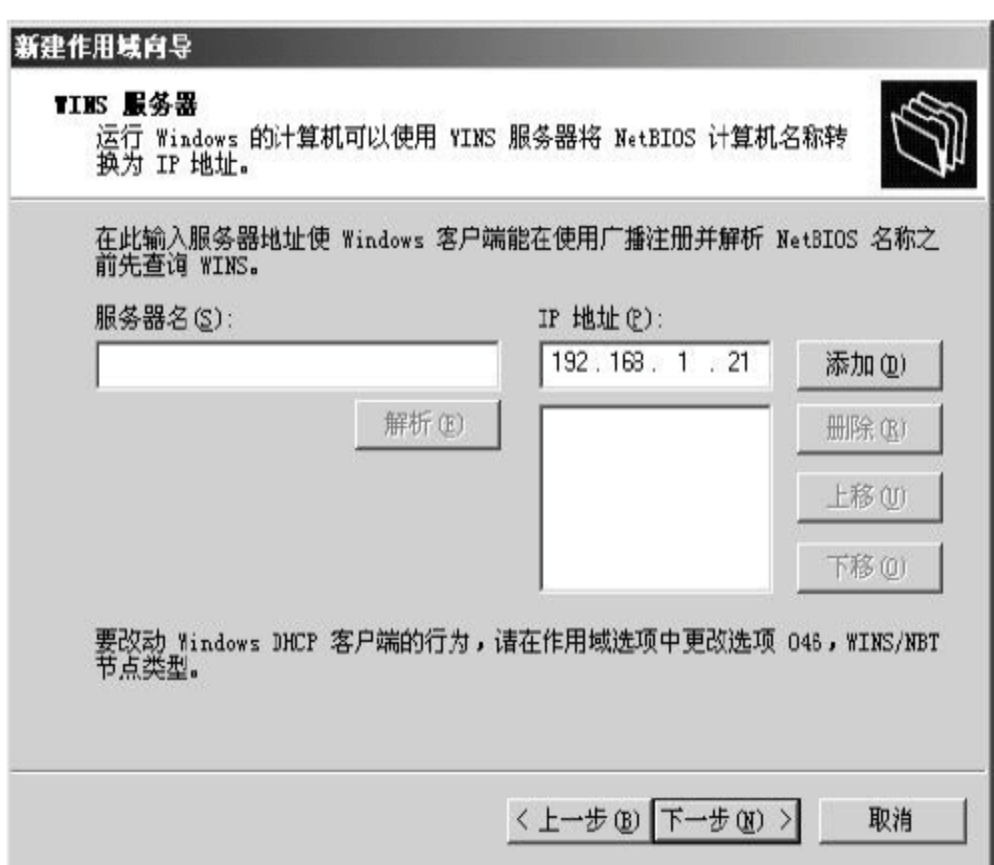 新建作用域向导
WINS 服务器
运行 Windows 的计算机可以使用 WINS 服务器将 NetBIOS 计算机名称转
换为 IP 地址。
在此输入服务器地址使 Windows 客户端能在使用广播注册并解析 NetBIOS 名称之
前先查询 WINS。
服务器名(S): IP 地址(P):
192.168. 1 .21 添加(D)
解析(E) 删除(R)
上移(U)
下移(O)
要改动 Windows DHCP 客户端的行为,请在作用域选项中更改选项 046,WINS/NBT
节点类型。
< 上一步(B) 下一步(N) > 取消